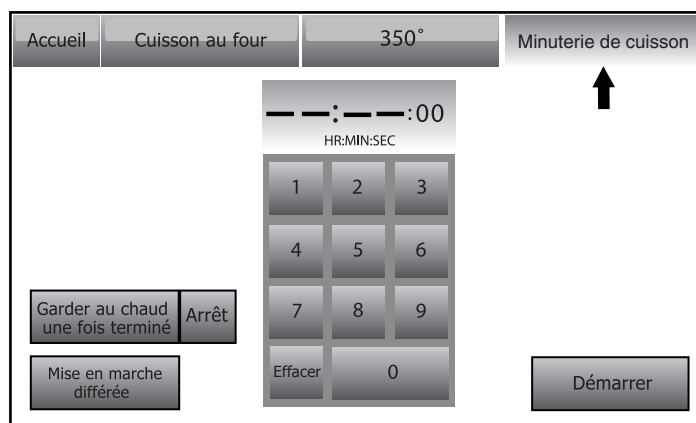 Accueil
Cuisson au four
350°
Minuterie de cuisson
— —:— —:00
HR:MIN:SEC
1 2 3
4 5 6
7 8 9
Effacer 0
Garder au chaud
une fois terminé
Arrêt
Mise en marche
différée
Démarrer